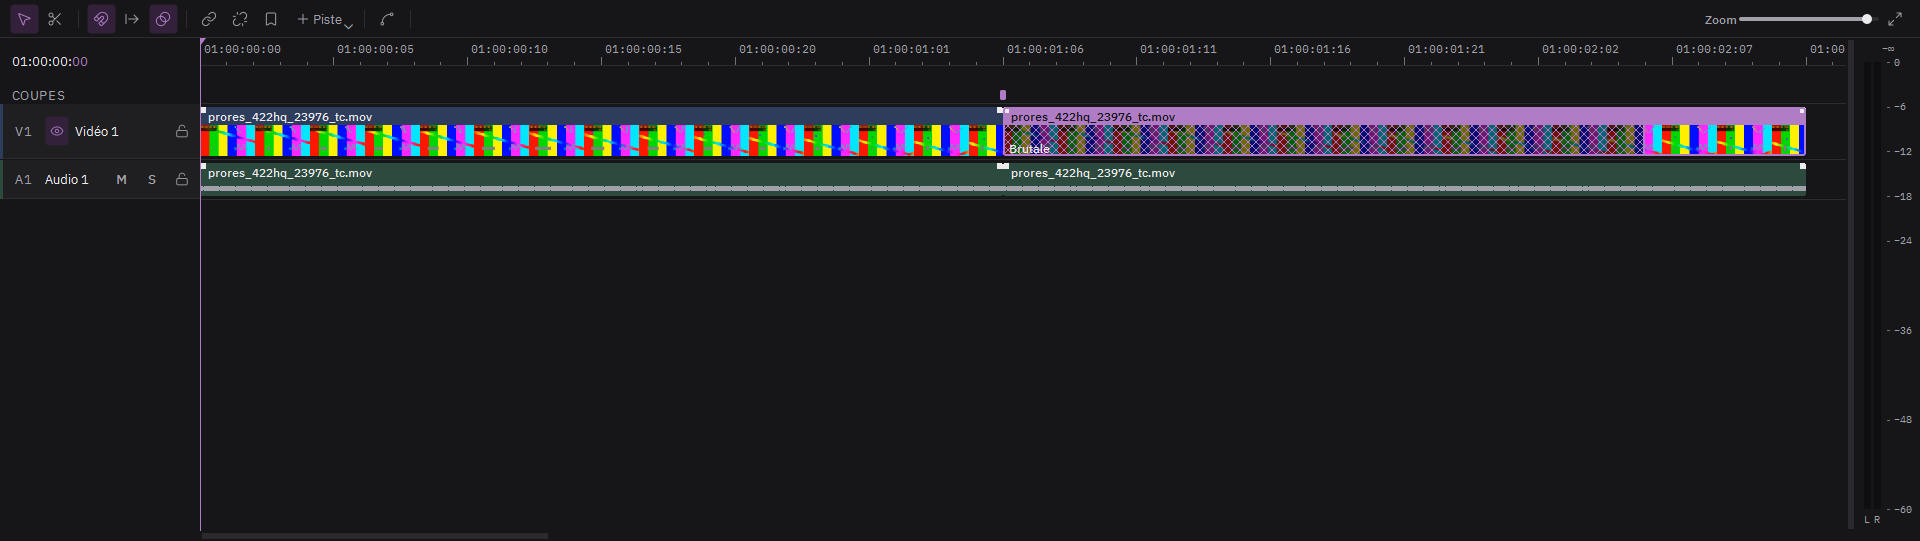 Piste
Zoom
01:00:00:00
01:00:00:00 01:00:00:05 01:00:00:10 01:00:00:15 01:00:00:20 01:00:01:01 01:00:01:06 01:00:01:11 01:00:01:16 01:00:01:21 01:00:02:02 01:00:02:07 01:00
COUPES
V1 Vidéo 1
prores_422hq_23976_tc.mov prores_422hq_23976_tc.mov
Brutale
A1 Audio 1 M S
prores_422hq_23976_tc.mov prores_422hq_23976_tc.mov
-∞
0
-6
-12
-18
-24
-36
-48
-60
L R